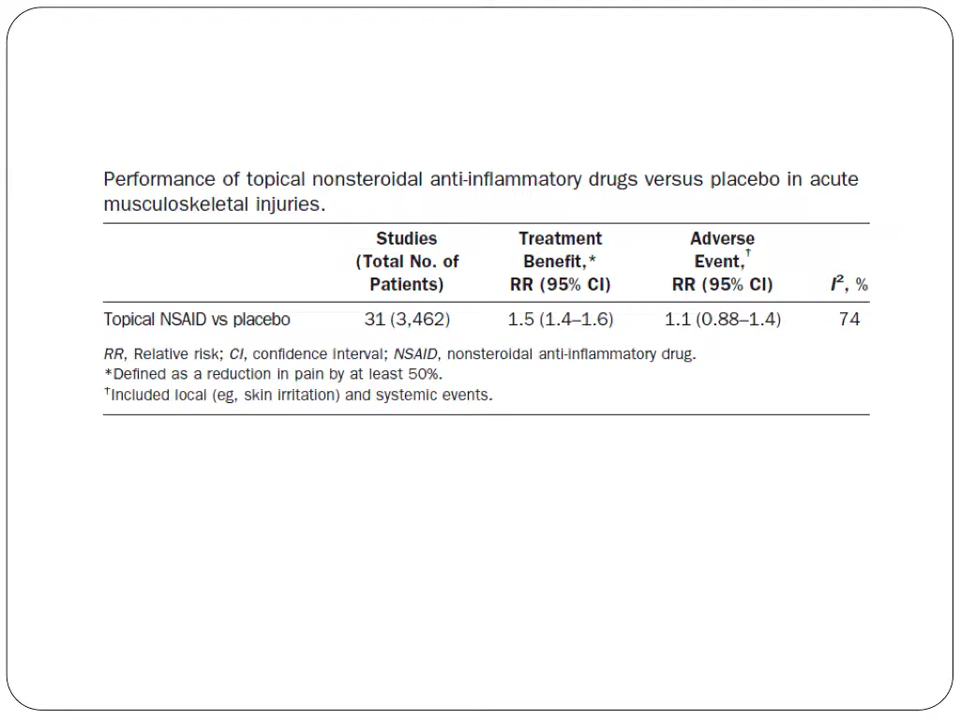 Performance of topical nonsteroidal anti-inflammatory drugs versus placebo in acute
musculoskeletal injuries.
Studies (Total No. of Patients) Treatment Benefit,* RR (95% CI) Adverse Event,† RR (95% CI) I², %
Topical NSAID vs placebo 31 (3,462) 1.5 (1.4–1.6) 1.1 (0.88–1.4) 74
RR, Relative risk; CI, confidence interval; NSAID, nonsteroidal anti-inflammatory drug.
*Defined as a reduction in pain by at least 50%.
†Included local (eg, skin irritation) and systemic events.